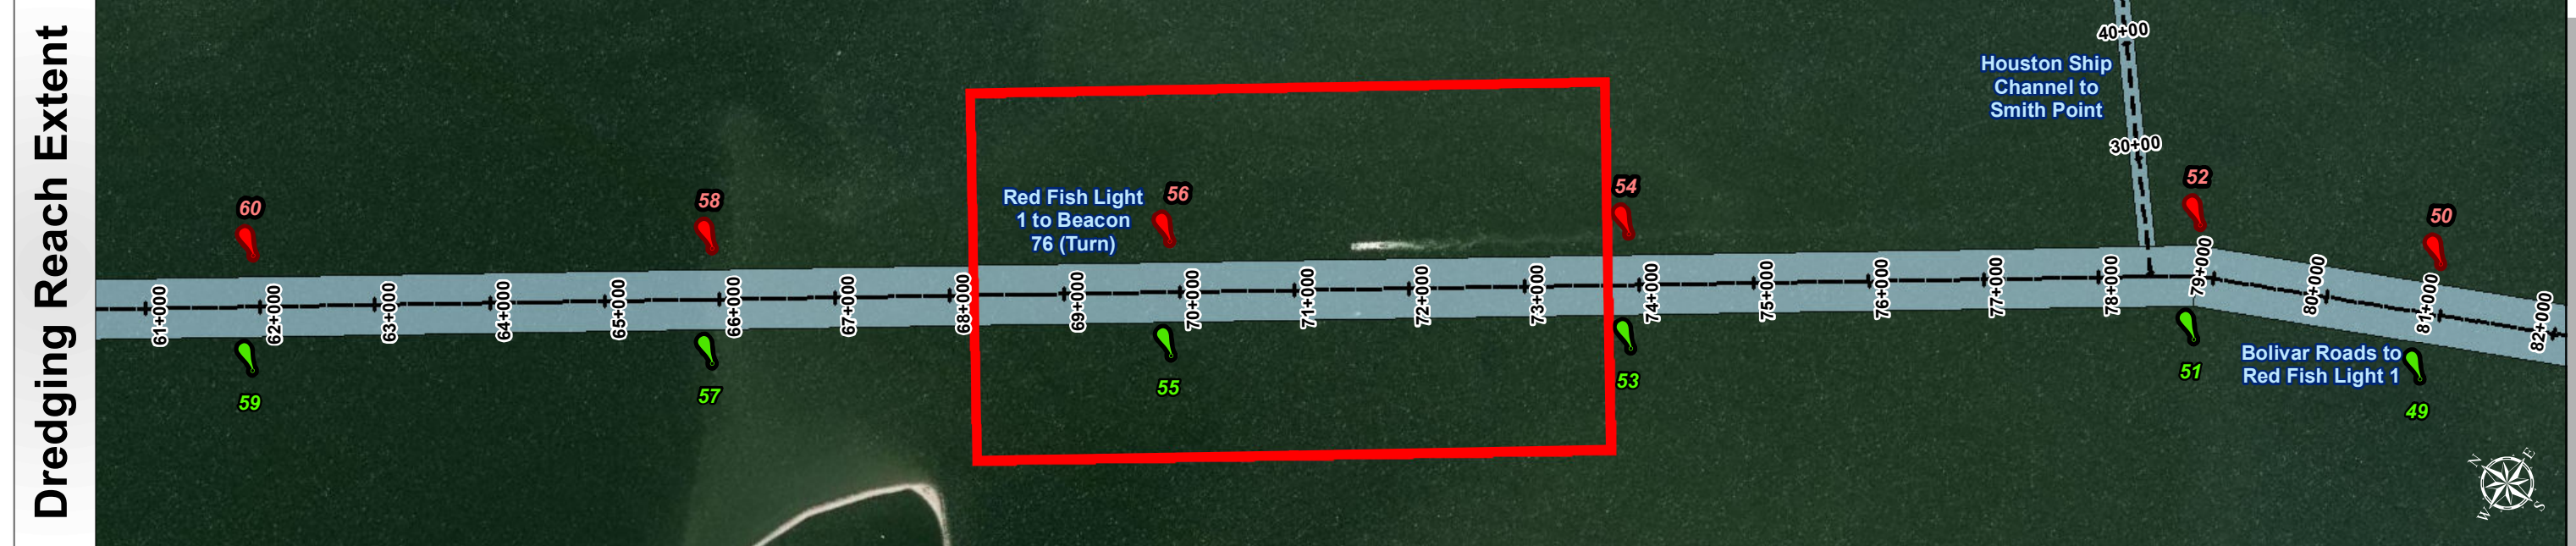 Dredging Reach Extent
40+00
Houston Ship
Channel to
Smith Point
30+00
60
58
56
54
52
50
Red Fish Light
1 to Beacon
76 (Turn)
61+000
62+000
63+000
64+000
65+000
66+000
67+000
68+000
69+000
70+000
71+000
72+000
73+000
74+000
75+000
76+000
77+000
78+000
79+000
80+000
81+000
82+000
59
57
55
53
51
49
Bolivar Roads to
Red Fish Light 1
N
E
W
S